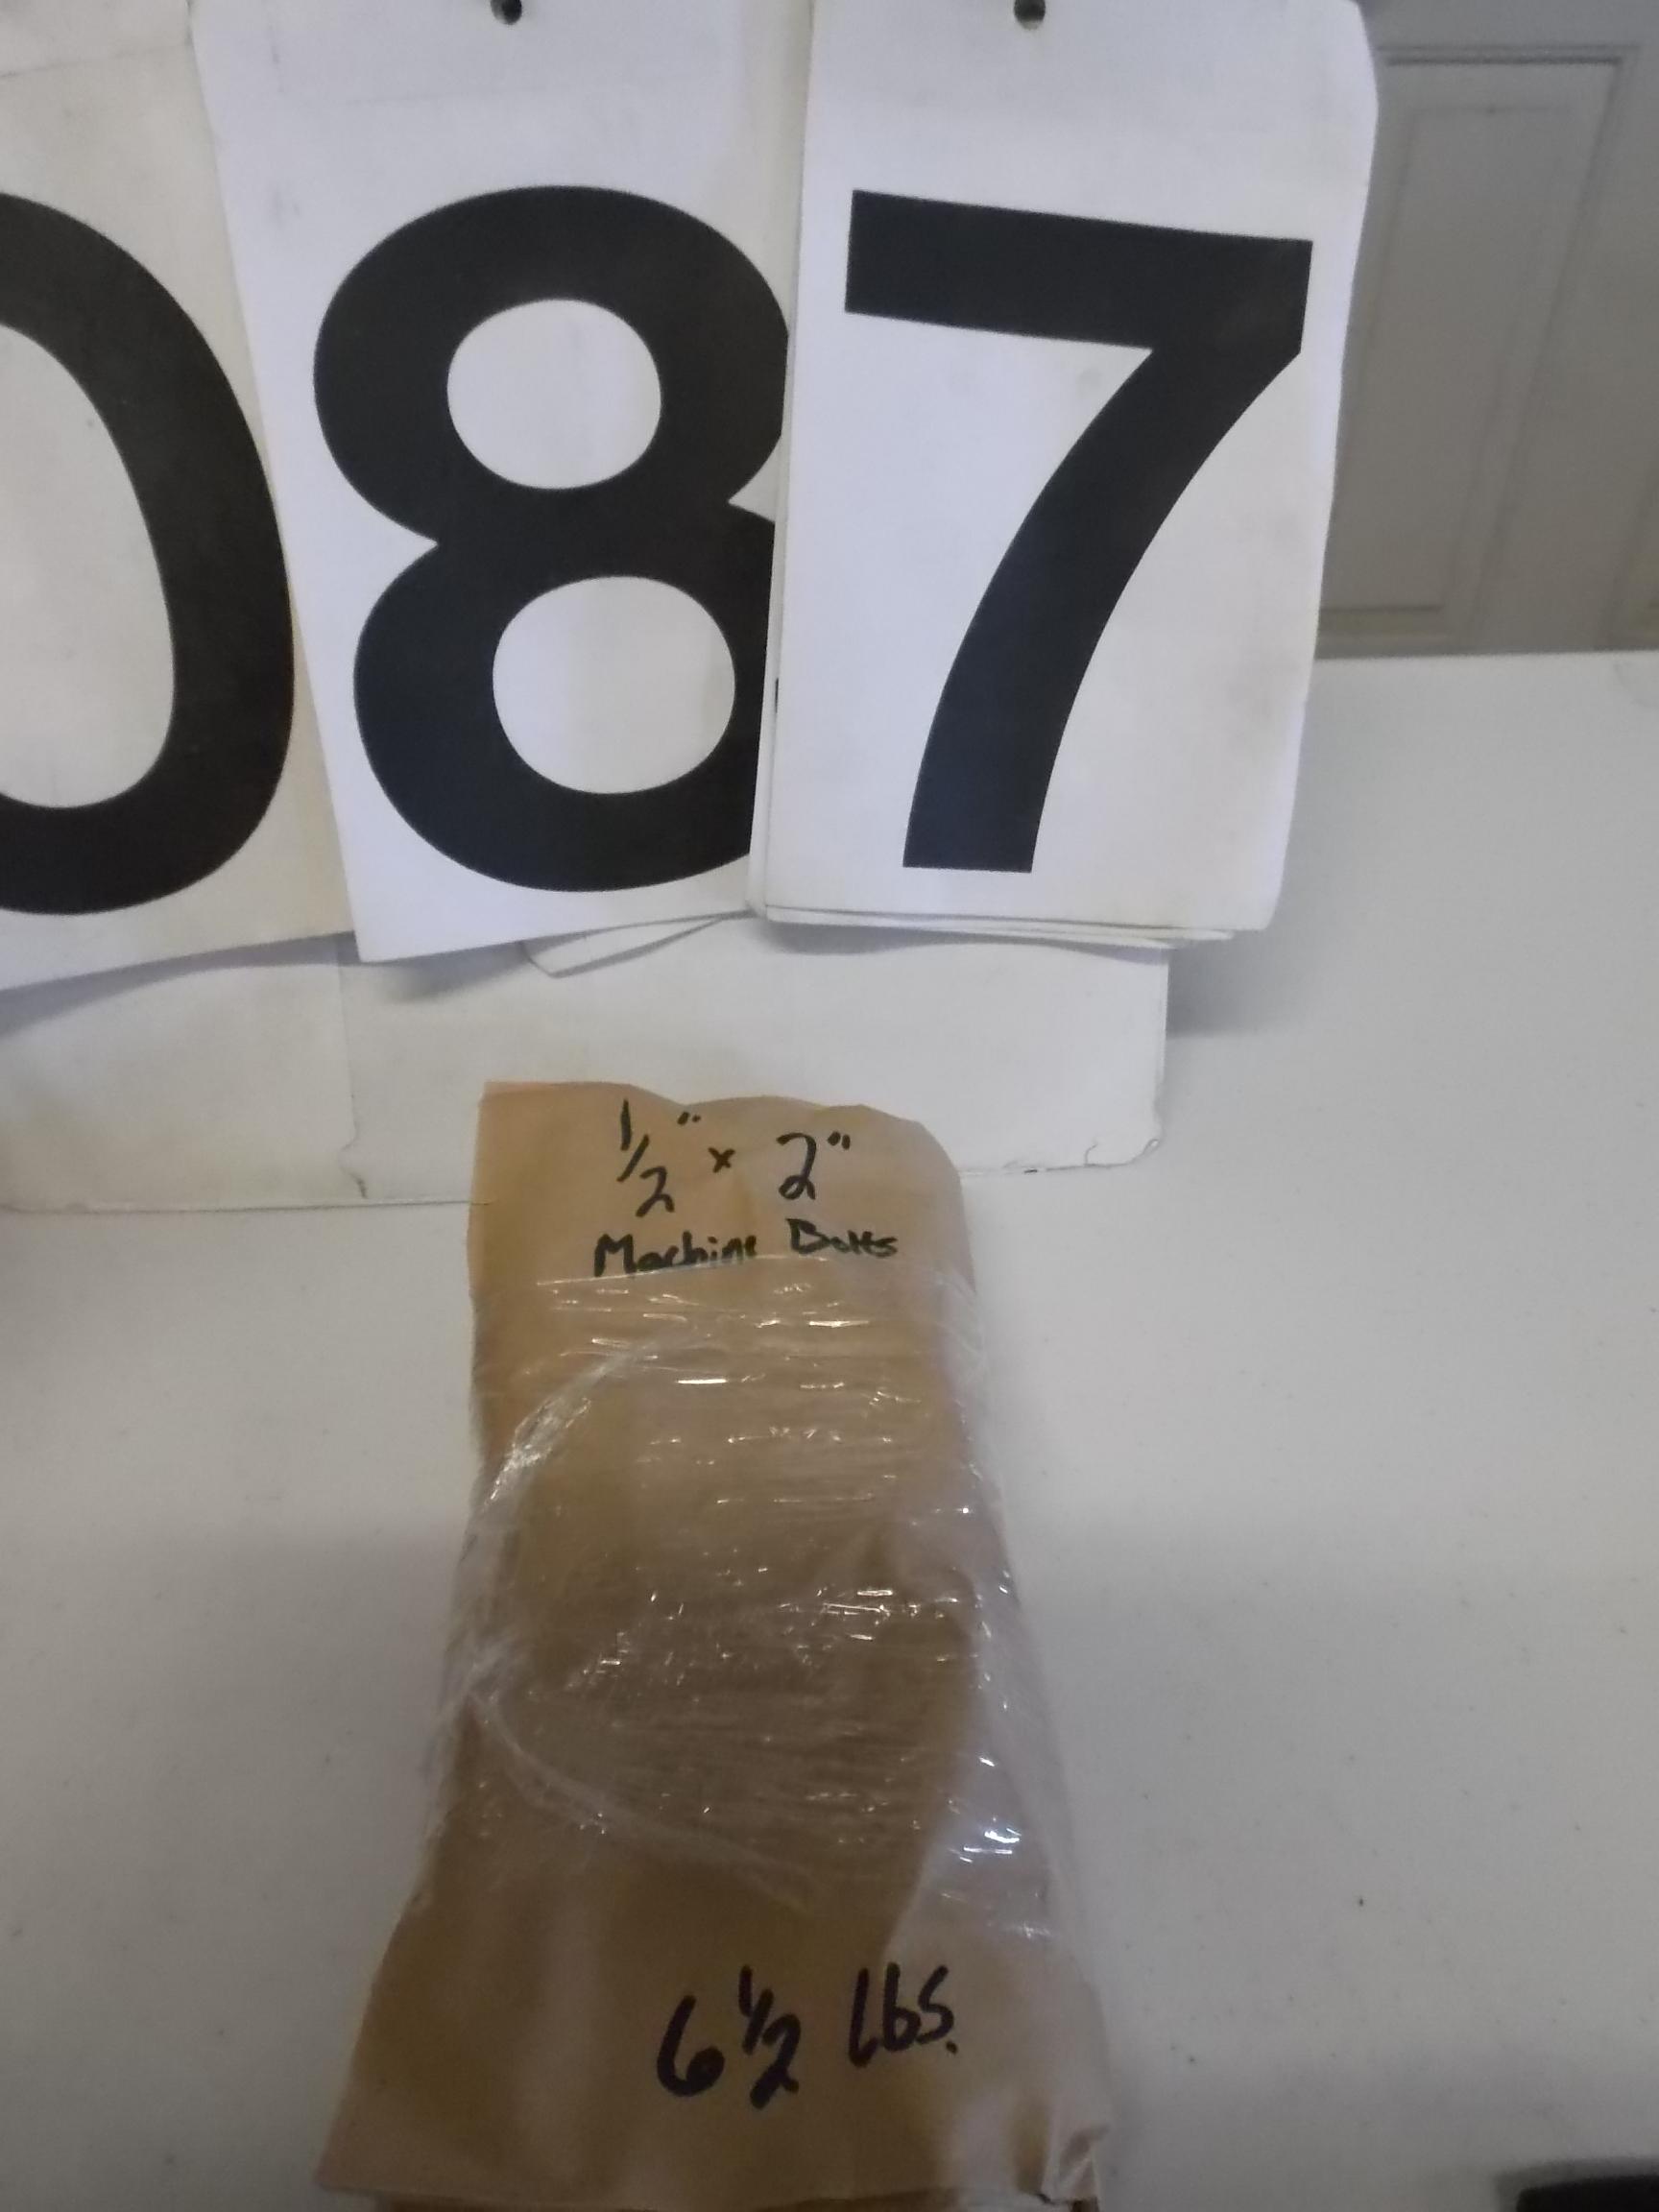 087
1/2" x 2"
Machine Bolts
6 1/2 Lbs.